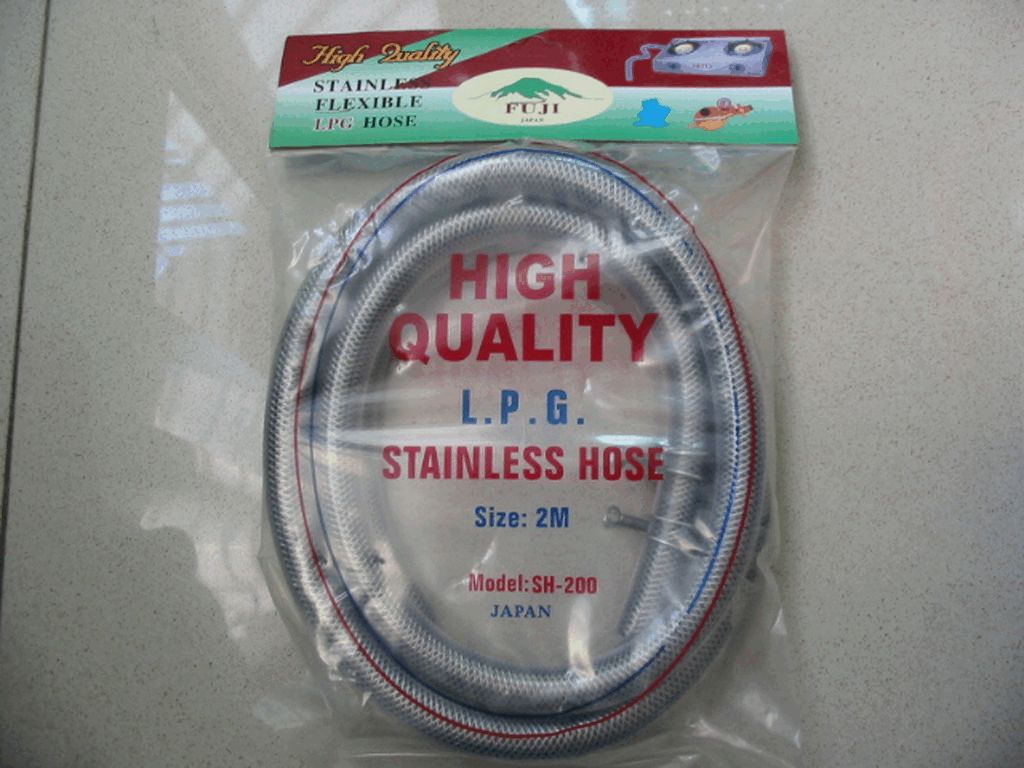 High Quality
STAINLESS
FLEXIBLE
LPG HOSE
FUJI
JAPAN
HIGH
QUALITY
L.P.G.
STAINLESS HOSE
Size: 2M
Model: SH-200
JAPAN